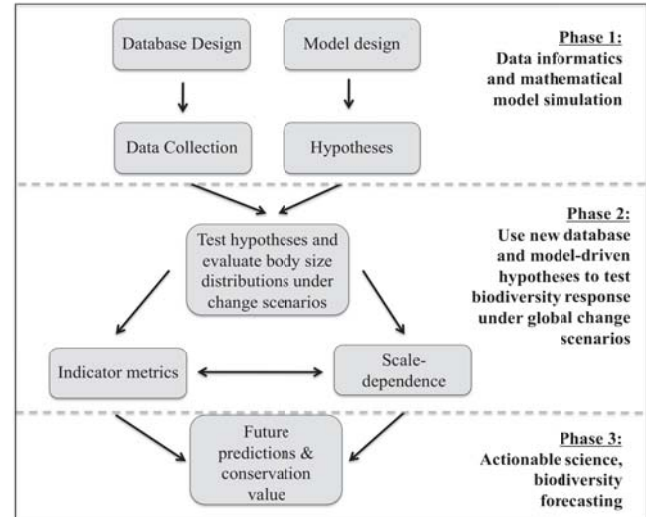 Database Design
Model design
Phase 1:
Data informatics
and mathematical
model simulation
Data Collection
Hypotheses
Phase 2:
Use new database
and model-driven
hypotheses to test
biodiversity response
under global change
scenarios
Test hypotheses and
evaluate body size
distributions under
change scenarios
Indicator metrics
Scale-
dependence
Future
predictions &
conservation
value
Phase 3:
Actionable science,
biodiversity
forecasting